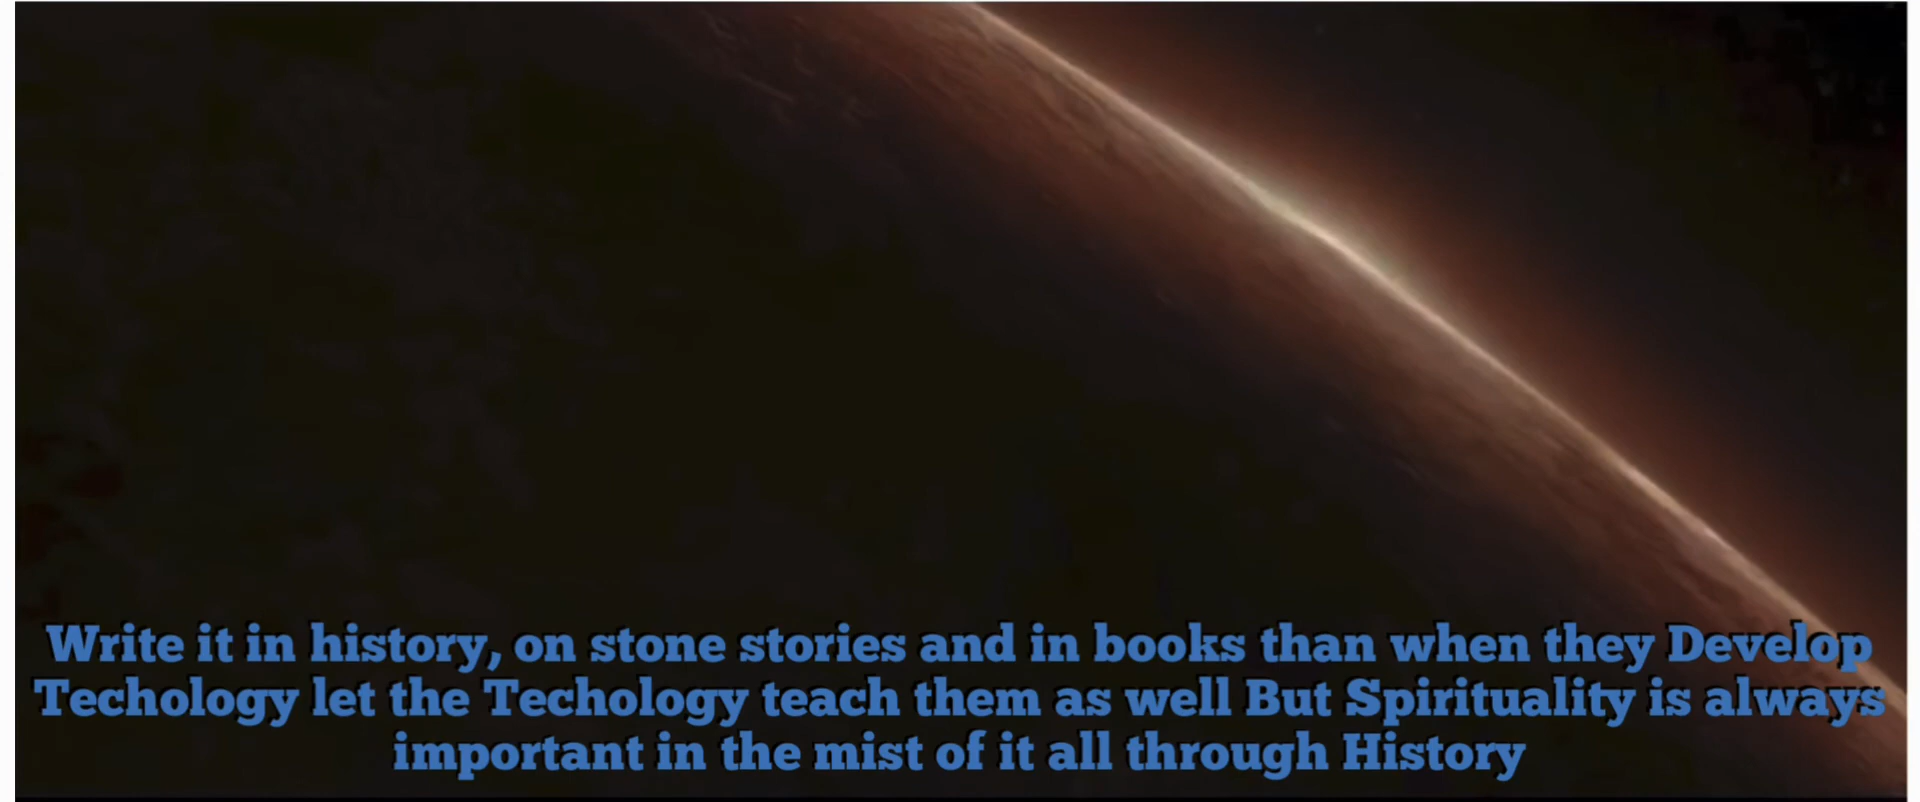 Write it in history, on stone stories and in books than when they Develop
Techology let the Techology teach them as well But Spirituality is always
important in the mist of it all through History